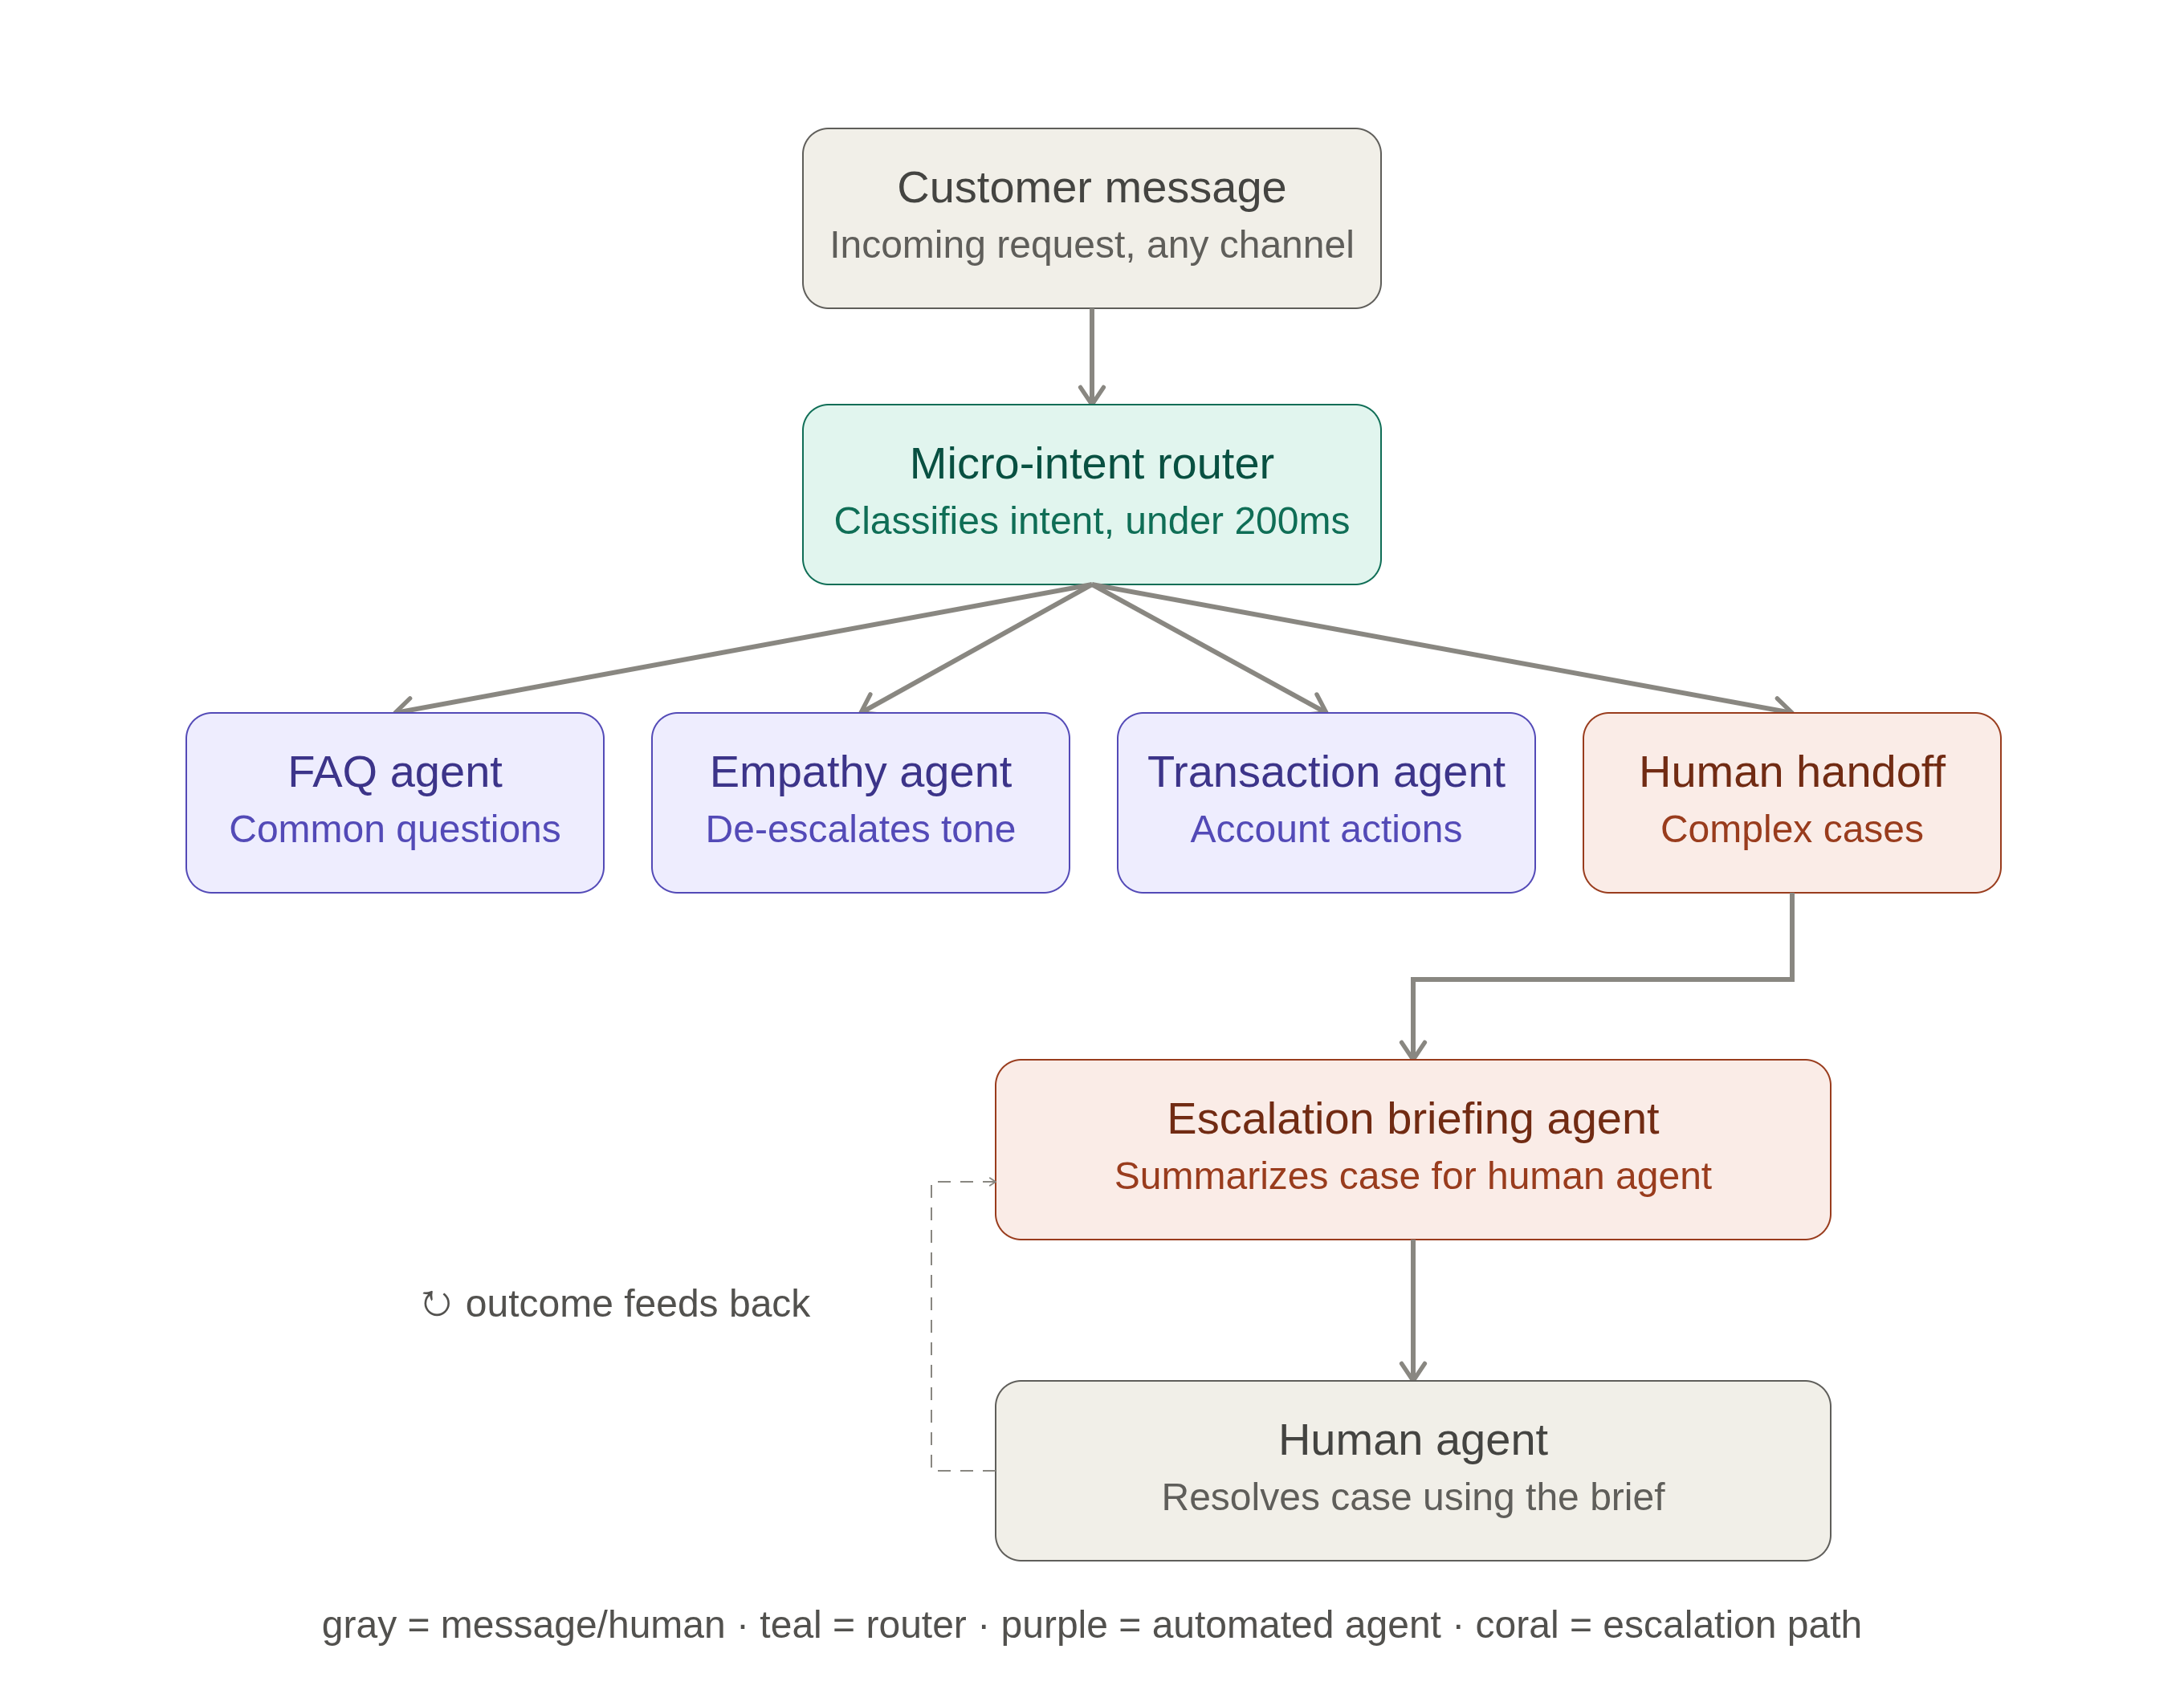 Customer message
Incoming request, any channel
Micro-intent router
Classifies intent, under 200ms
FAQ agent
Common questions
Empathy agent
De-escalates tone
Transaction agent
Account actions
Human handoff
Complex cases
Escalation briefing agent
Summarizes case for human agent
↻ outcome feeds back
Human agent
Resolves case using the brief
gray = message/human · teal = router · purple = automated agent · coral = escalation path